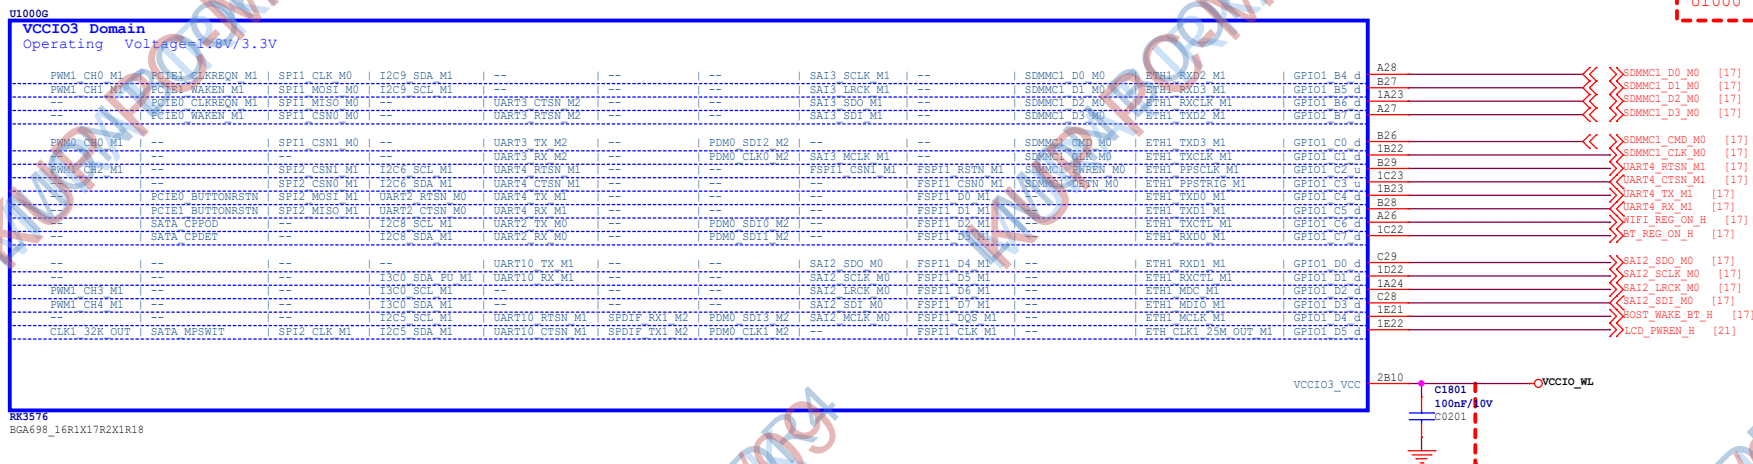 U1000G
U1000
VCCIO3 Domain
Operating Voltage=1.8V/3.3V
PWM1_CH0_M1 | PCIE1_CLKREQN_M1 | SPI1_CLK_M0 | I2C9_SDA_M1 | -- | -- | -- | SAI3_SCLK_M1 | -- | SDMMC1_D0_M0 | ETH1_RXD2_M1 | GPIO1_B4_d A28 SDMMC1_D0_M0 [17]
PWM1_CH1_M1 | PCIE1_WAKEN_M1 | SPI1_MOSI_M0 | I2C9_SCL_M1 | -- | -- | -- | SAI3_LRCK_M1 | -- | SDMMC1_D1_M0 | ETH1_RXD3_M1 | GPIO1_B5_d B27 SDMMC1_D1_M0 [17]
-- | PCIE0_CLKREQN_M1 | SPI1_MISO_M0 | -- | UART3_CTSN_M2 | -- | -- | SAI3_SDO_M1 | -- | SDMMC1_D2_M0 | ETH1_RXCLK_M1 | GPIO1_B6_d 1A23 SDMMC1_D2_M0 [17]
-- | PCIE0_WAKEN_M1 | SPI1_CSN0_M0 | -- | UART3_RTSN_M2 | -- | -- | SAI3_SDI_M1 | -- | SDMMC1_D3_M0 | ETH1_TXD2_M1 | GPIO1_B7_d A27 SDMMC1_D3_M0 [17]
PWM0_CH0_M1 | -- | SPI1_CSN1_M0 | -- | UART3_TX_M2 | -- | PDM0_SDI2_M2 | -- | -- | SDMMC1_CMD_M0 | ETH1_TXD3_M1 | GPIO1_C0_d B26 SDMMC1_CMD_M0 [17]
-- | -- | -- | -- | UART3_RX_M2 | -- | PDM0_CLK0_M2 | SAI3_MCLK_M1 | -- | SDMMC1_CLK_M0 | ETH1_TXCLK_M1 | GPIO1_C1_d 1B22 SDMMC1_CLK_M0 [17]
PWM1_CH2_M1 | -- | SPI2_CSN1_M1 | I2C6_SCL_M1 | UART4_RTSN_M1 | -- | -- | FSPI1_CSN1_M1 | FSPI1_RSTN_M1 | SDMMC1_PWREN_M0 | ETH1_PPSCLK_M1 | GPIO1_C2_u B29 UART4_RTSN_M1 [17]
-- | -- | SPI2_CSN0_M1 | I2C6_SDA_M1 | UART4_CTSN_M1 | -- | -- | -- | FSPI1_CSN0_M1 | SDMMC1_DETN_M0 | ETH1_PPSTRIG_M1 | GPIO1_C3_u 1C23 UART4_CTSN_M1 [17]
-- | PCIE0_BUTTONRSTN | SPI2_MOSI_M1 | UART2_RTSN_M0 | UART4_TX_M1 | -- | -- | -- | FSPI1_D0_M1 | -- | ETH1_TXD0_M1 | GPIO1_C4_d 1B23 UART4_TX_M1 [17]
-- | PCIE1_BUTTONRSTN | SPI2_MISO_M1 | UART2_CTSN_M0 | UART4_RX_M1 | -- | -- | -- | FSPI1_D1_M1 | -- | ETH1_TXD1_M1 | GPIO1_C5_d B28 UART4_RX_M1 [17]
-- | SATA_CPPOD | -- | I2C8_SCL_M1 | UART2_TX_M0 | -- | PDM0_SDI0_M2 | -- | FSPI1_D2_M1 | -- | ETH1_TXCTL_M1 | GPIO1_C6_d A26 WIFI_REG_ON_H [17]
-- | SATA_CPDET | -- | I2C8_SDA_M1 | UART2_RX_M0 | -- | PDM0_SDI1_M2 | -- | FSPI1_D3_M1 | -- | ETH1_RXD0_M1 | GPIO1_C7_d 1C22 BT_REG_ON_H [17]
-- | -- | -- | -- | UART10_TX_M1 | -- | -- | SAI2_SDO_M0 | FSPI1_D4_M1 | -- | ETH1_RXD1_M1 | GPIO1_D0_d C29 SAI2_SDO_M0 [17]
-- | -- | -- | I3C0_SDA_PU_M1 | UART10_RX_M1 | -- | -- | SAI2_SCLK_M0 | FSPI1_D5_M1 | -- | ETH1_RXCTL_M1 | GPIO1_D1_d 1D22 SAI2_SCLK_M0 [17]
PWM1_CH3_M1 | -- | -- | I3C0_SCL_M1 | -- | -- | -- | SAI2_LRCK_M0 | FSPI1_D6_M1 | -- | ETH1_MDC_M1 | GPIO1_D2_d 1A24 SAI2_LRCK_M0 [17]
PWM1_CH4_M1 | -- | -- | I3C0_SDA_M1 | -- | -- | -- | SAI2_SDI_M0 | FSPI1_D7_M1 | -- | ETH1_MDIO_M1 | GPIO1_D3_d C28 SAI2_SDI_M0 [17]
-- | -- | -- | I2C5_SCL_M1 | UART10_RTSN_M1 | SPDIF_RX1_M2 | PDM0_SDI3_M2 | SAI2_MCLK_M0 | FSPI1_DQS_M1 | -- | ETH1_MCLK_M1 | GPIO1_D4_d 1E21 HOST_WAKE_BT_H [17]
CLK1_32K_OUT | SATA_MPSWIT | SPI2_CLK_M1 | I2C5_SDA_M1 | UART10_CTSN_M1 | SPDIF_TX1_M2 | PDM0_CLK1_M2 | -- | FSPI1_CLK_M1 | -- | ETH_CLK1_25M_OUT_M1 | GPIO1_D5_d 1E22 LCD_PWREN_H [21]
VCCIO3_VCC 2B10 VCCIO_WL
C1801
100nF/10V
C0201
RK3576
BGA698_16R1X17R2X1R18